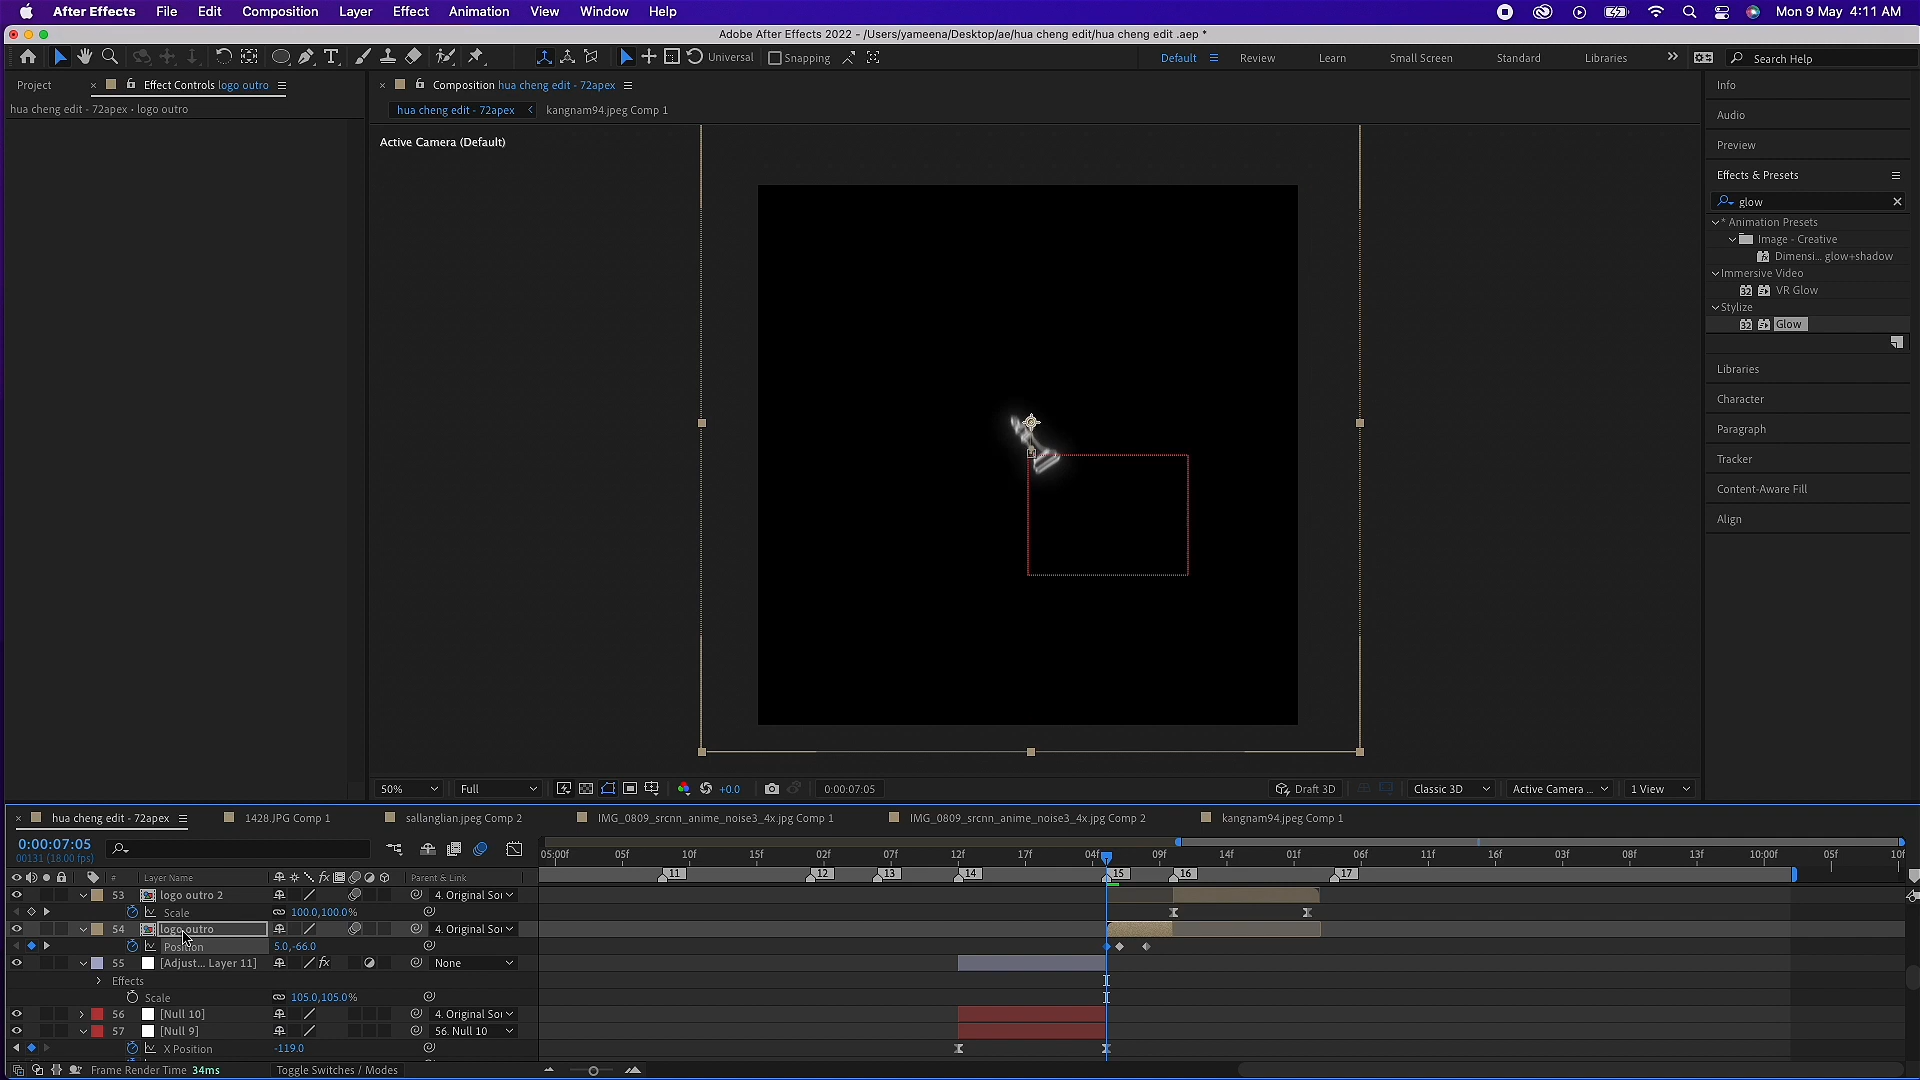 After Effects File Edit Composition Layer Effect Animation View Window Help Mon 9 May 4:11 AM
Adobe After Effects 2022 - /Users/yameena/Desktop/ae/hua cheng edit/hua cheng edit .aep *
Universal Snapping Default Review Learn Small Screen Standard Libraries Search Help
Project Effect Controls logo outro Composition hua cheng edit - 72apex Info
hua cheng edit - 72apex • logo outro hua cheng edit - 72apex kangnam94.jpeg Comp 1
Audio
Active Camera (Default) Preview
Effects & Presets
glow
* Animation Presets
Image - Creative
Dimensi... glow+shadow
Immersive Video
32 VR Glow
Stylize
32 Glow
Libraries
Character
Paragraph
Tracker
Content-Aware Fill
Align
50% Full +0.0 0:00:07:05 Draft 3D Classic 3D Active Camera ... 1 View
hua cheng edit - 72apex 1428.JPG Comp 1 sallanglian.jpeg Comp 2 IMG_0809_srcnn_anime_noise3_4x.jpg Comp 1 IMG_0809_srcnn_anime_noise3_4x.jpg Comp 2 kangnam94.jpeg Comp 1
0:00:07:05
00131 (18.00 fps) 05:00f 05f 10f 15f 02f 07f 12f 17f 04f 09f 14f 01f 06f 11f 16f 03f 08f 13f 10:00f 05f 10f
# Layer Name Parent & Link 11 12 13 14 15 16 17
53 logo outro 2 4. Original Sou
Scale 100.0,100.0%
54 logo outro 4. Original Sou
Position 5.0,-66.0
55 [Adjust... Layer 11] fx None
Effects
Scale 105.0,105.0%
56 [Null 10] 4. Original Sou
57 [Null 9] 56. Null 10
X Position -119.0
Frame Render Time 34ms Toggle Switches / Modes